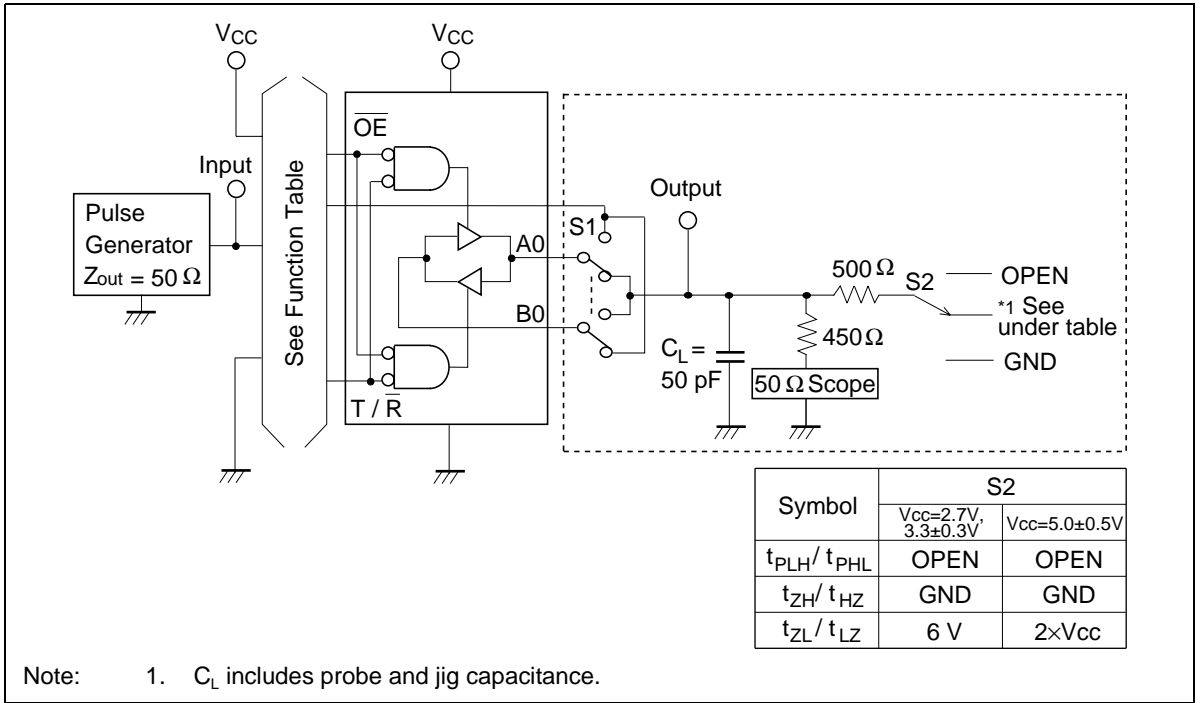 VCC
VCC
OE
Input
See Function Table
Pulse
Generator
Zout = 50 Ω
Output
S1
A0
B0
T / R
500 Ω
S2
OPEN
*1 See
under table
GND
450 Ω
CL =
50 pF
50 Ω Scope
Symbol
S2
Vcc=2.7V,
3.3±0.3V
Vcc=5.0±0.5V
tPLH/ tPHL OPEN OPEN
tZH/ tHZ GND GND
tZL/ tLZ 6 V 2×Vcc
Note: 1. CL includes probe and jig capacitance.